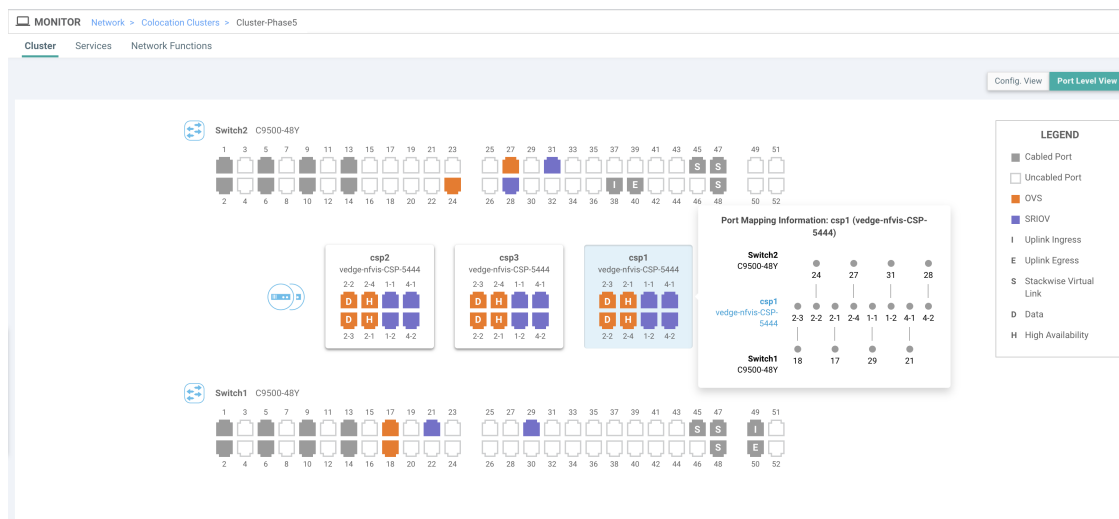 MONITOR Network > Colocation Clusters > Cluster-Phase5
Cluster Services Network Functions
Config. View Port Level View
Switch2 C9500-48Y
1 3 5 7 9 11 13 15 17 19 21 23 25 27 29 31 33 35 37 39 41 43 45 47 49 51
S S
I E S
2 4 6 8 10 12 14 16 18 20 22 24 26 28 30 32 34 36 38 40 42 44 46 48 50 52
csp2
vedge-nfvis-CSP-5444
2-2 2-4 1-1 4-1
D H
D H
2-3 2-1 1-2 4-2
csp3
vedge-nfvis-CSP-5444
2-3 2-4 1-1 4-1
D H
D H
2-2 2-1 1-2 4-2
csp1
vedge-nfvis-CSP-5444
2-3 2-1 1-1 4-1
D H
D H
2-2 2-4 1-2 4-2
Port Mapping Information: csp1 (vedge-nfvis-CSP-
5444)
Switch2
C9500-48Y
24 27 31 28
csp1
vedge-nfvis-CSP-
5444
2-3 2-2 2-1 2-4 1-1 1-2 4-1 4-2
Switch1
C9500-48Y
18 17 29 21
LEGEND
Cabled Port
Uncabled Port
OVS
SRIOV
I Uplink Ingress
E Uplink Egress
S Stackwise Virtual
Link
D Data
H High Availability
Switch1 C9500-48Y
1 3 5 7 9 11 13 15 17 19 21 23 25 27 29 31 33 35 37 39 41 43 45 47 49 51
S S I
S E
2 4 6 8 10 12 14 16 18 20 22 24 26 28 30 32 34 36 38 40 42 44 46 48 50 52